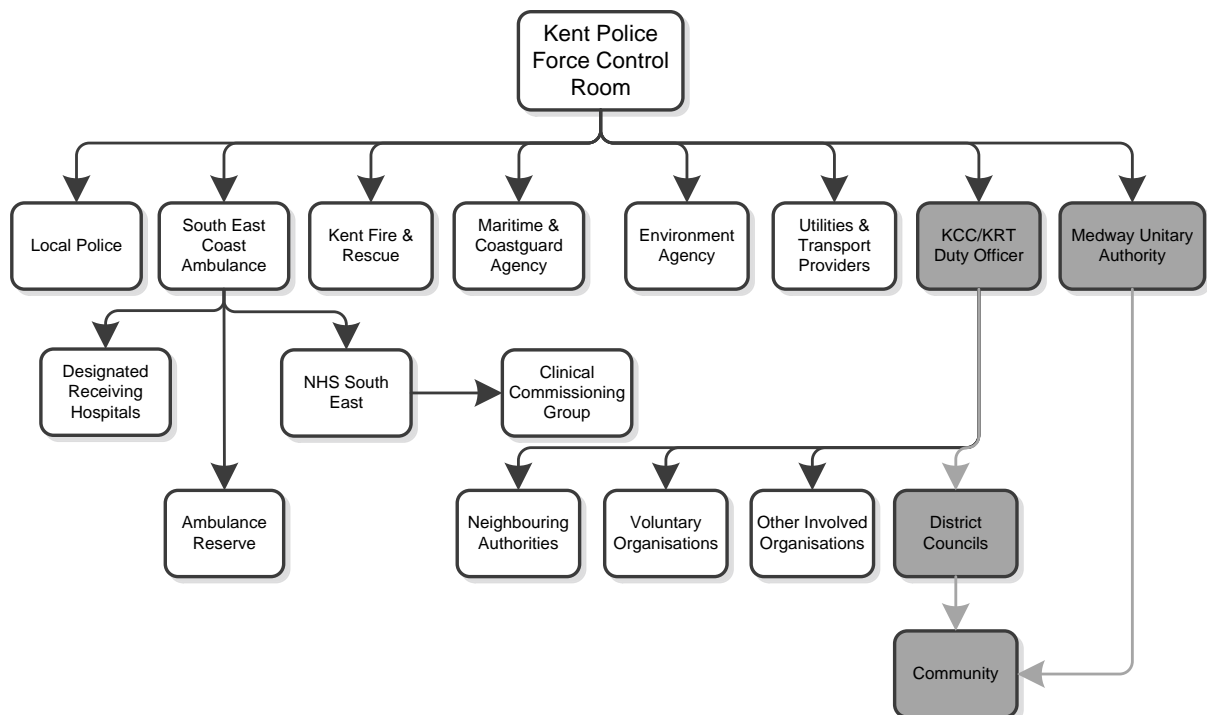 Kent Police
Force Control
Room
Local Police
South East
Coast
Ambulance
Kent Fire &
Rescue
Maritime &
Coastguard
Agency
Environment
Agency
Utilities &
Transport
Providers
KCC/KRT
Duty Officer
Medway Unitary
Authority
Designated
Receiving
Hospitals
NHS South
East
Clinical
Commissioning
Group
Ambulance
Reserve
Neighbouring
Authorities
Voluntary
Organisations
Other Involved
Organisations
District
Councils
Community